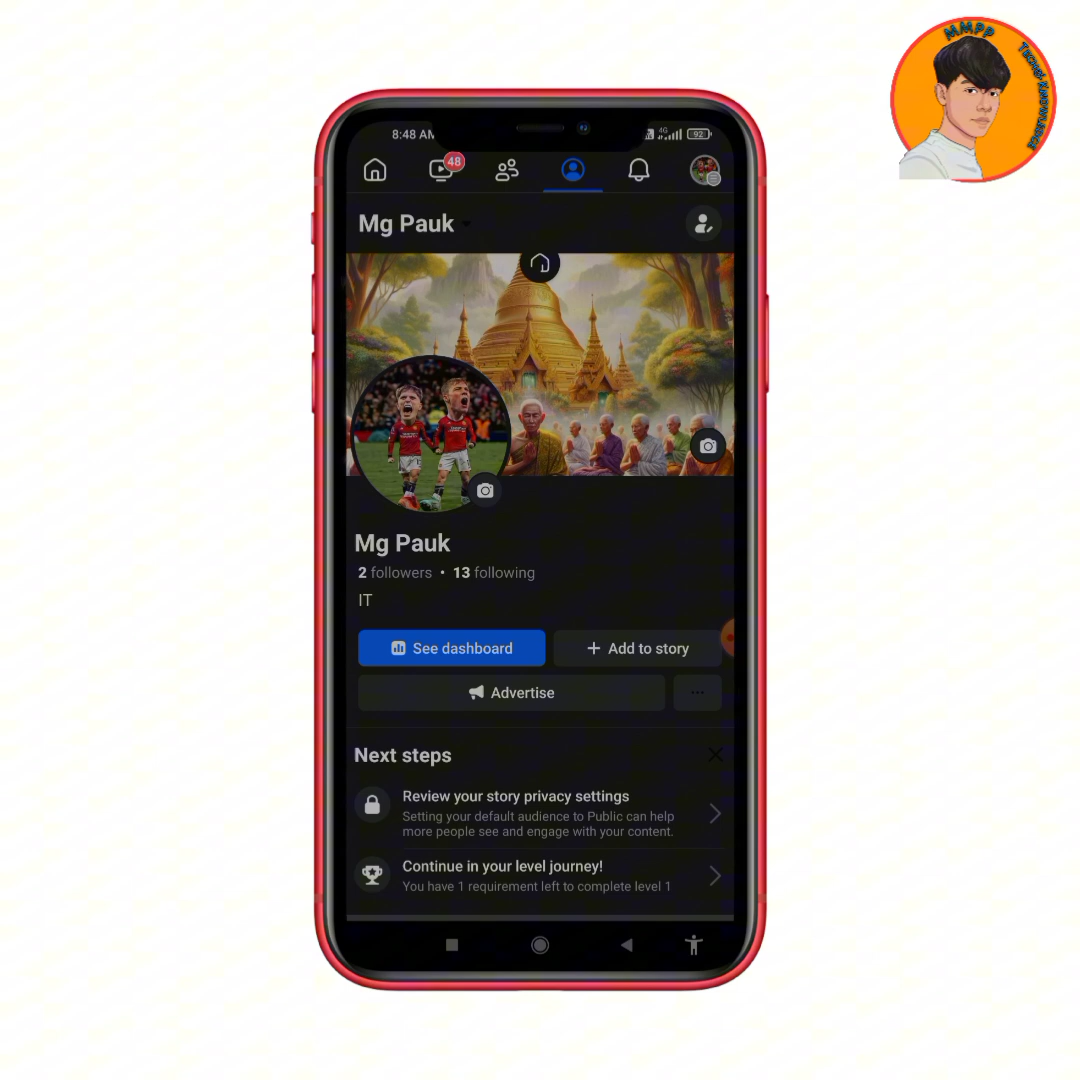 MMPP
8:48 AM
4G
92
48
Mg Pauk
Mg Pauk
2 followers • 13 following
IT
See dashboard
+ Add to story
Advertise
...
Next steps
Review your story privacy settings
Setting your default audience to Public can help
more people see and engage with your content.
Continue in your level journey!
You have 1 requirement left to complete level 1